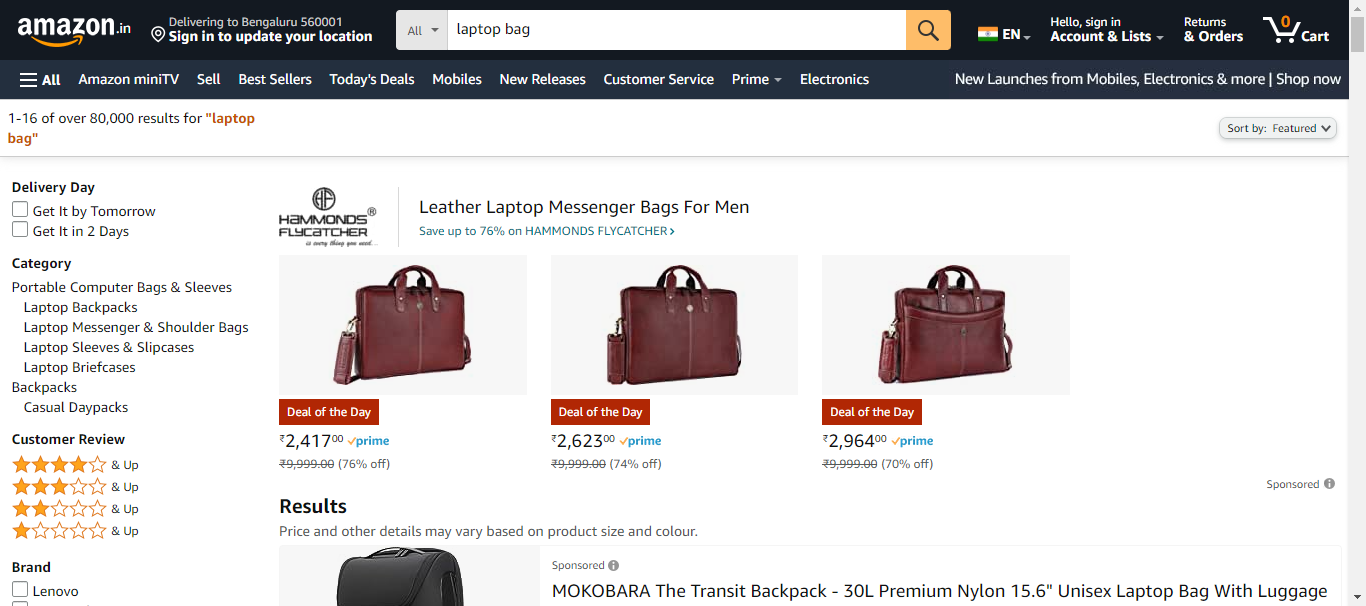 amazon.in
Delivering to Bengaluru 560001
Sign in to update your location
All
laptop bag
EN
Hello, sign in
Account & Lists
Returns
& Orders
0
Cart
All
Amazon miniTV
Sell
Best Sellers
Today's Deals
Mobiles
New Releases
Customer Service
Prime
Electronics
New Launches from Mobiles, Electronics & more | Shop now
1-16 of over 80,000 results for "laptop
bag"
Sort by: Featured
Delivery Day
Get It by Tomorrow
Get It in 2 Days
Category
Portable Computer Bags & Sleeves
Laptop Backpacks
Laptop Messenger & Shoulder Bags
Laptop Sleeves & Slipcases
Laptop Briefcases
Backpacks
Casual Daypacks
Customer Review
& Up
& Up
& Up
& Up
Brand
Lenovo
HF
HAMMONDS®
FLYCATCHER
is every thing you need...
Leather Laptop Messenger Bags For Men
Save up to 76% on HAMMONDS FLYCATCHER
Deal of the Day
₹2,41700 prime
₹9,999.00 (76% off)
Deal of the Day
₹2,62300 prime
₹9,999.00 (74% off)
Deal of the Day
₹2,96400 prime
₹9,999.00 (70% off)
Sponsored
Results
Price and other details may vary based on product size and colour.
Sponsored
MOKOBARA The Transit Backpack - 30L Premium Nylon 15.6" Unisex Laptop Bag With Luggage